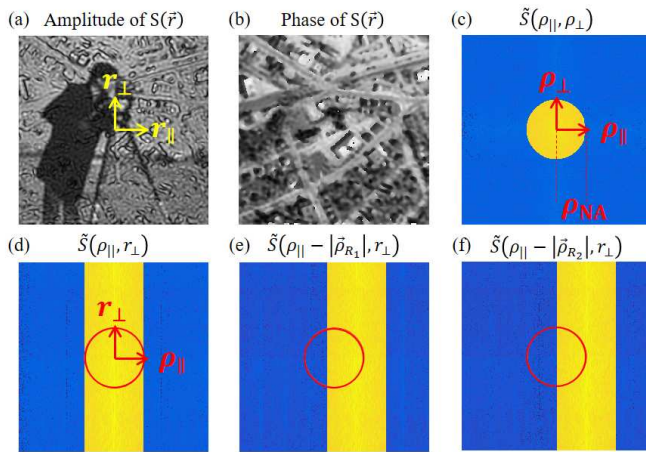 (a) Amplitude of S(r⃗)
(b) Phase of S(r⃗)
(c) S̃(ρ||, ρ⊥)
r⊥
r||
ρ⊥
ρ||
ρNA
(d) S̃(ρ||, r⊥)
(e) S̃(ρ|| − |ρ⃗R₁|, r⊥)
(f) S̃(ρ|| − |ρ⃗R₂|, r⊥)
r⊥
ρ||